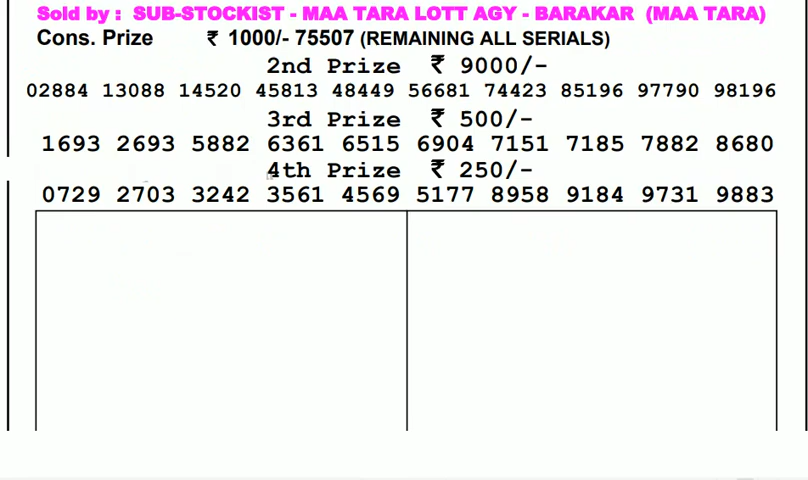 Sold by : SUB-STOCKIST - MAA TARA LOTT AGY - BARAKAR (MAA TARA)
Cons. Prize ₹ 1000/- 75507 (REMAINING ALL SERIALS)
2nd Prize ₹ 9000/-
02884 13088 14520 45813 48449 56681 74423 85196 97790 98196
3rd Prize ₹ 500/-
1693 2693 5882 6361 6515 6904 7151 7185 7882 8680
4th Prize ₹ 250/-
0729 2703 3242 3561 4569 5177 8958 9184 9731 9883